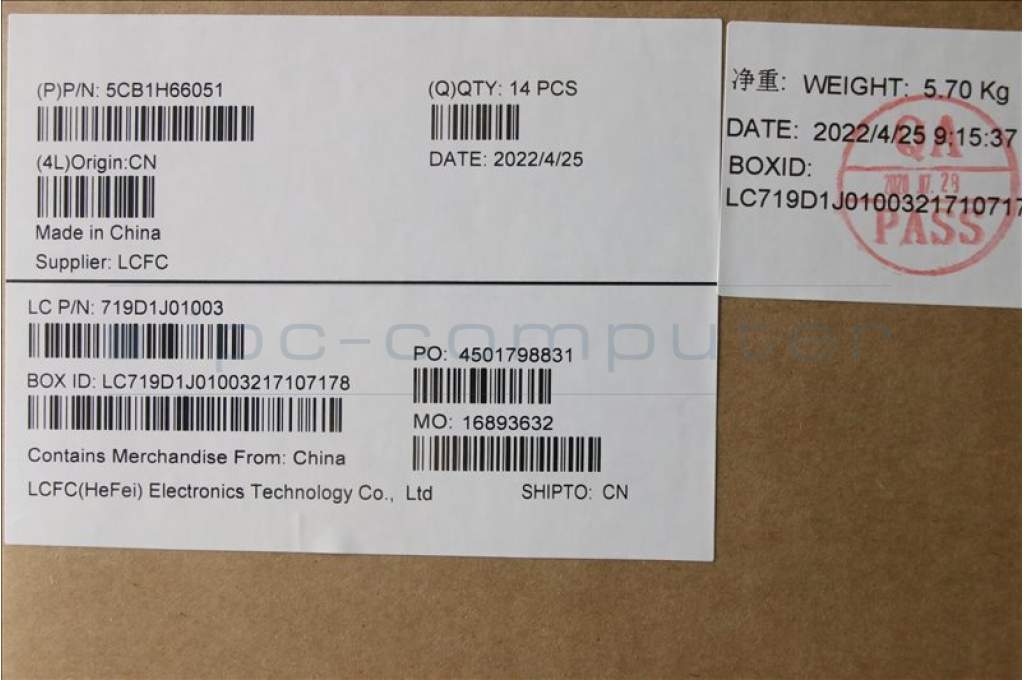 (P)P/N: 5CB1H66051
(Q)QTY: 14 PCS
(4L)Origin:CN
DATE: 2022/4/25
Made in China
Supplier: LCFC
LC P/N: 719D1J01003
PO: 4501798831
BOX ID: LC719D1J01003217107178
MO: 16893632
Contains Merchandise From: China
LCFC(HeFei) Electronics Technology Co., Ltd
SHIPTO: CN
净重: WEIGHT: 5.70 Kg
DATE: 2022/4/25 9:15:37
BOXID:
LC719D1J0100321710717
QA
PASS
pc-computer